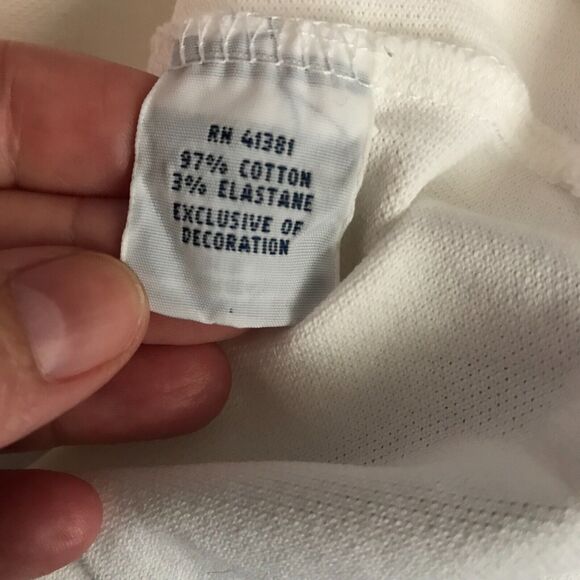 RN 41381
97% COTTON
3% ELASTANE
EXCLUSIVE OF
DECORATION